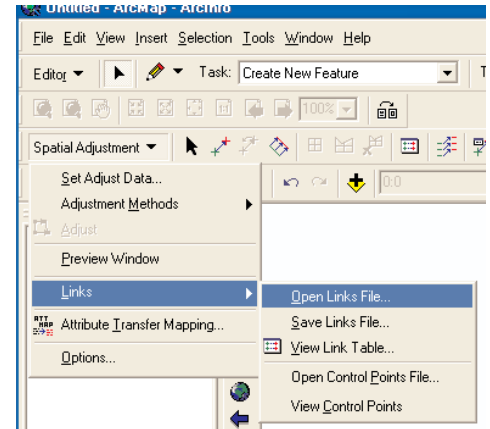 Untitled - ArcMap - ArcInfo
File Edit View Insert Selection Tools Window Help
Editor Task: Create New Feature
100%
Spatial Adjustment
Set Adjust Data...
0:0
Adjustment Methods
Adjust
Preview Window
Links
Open Links File...
Save Links File...
Attribute Transfer Mapping...
View Link Table...
Options...
Open Control Points File...
View Control Points